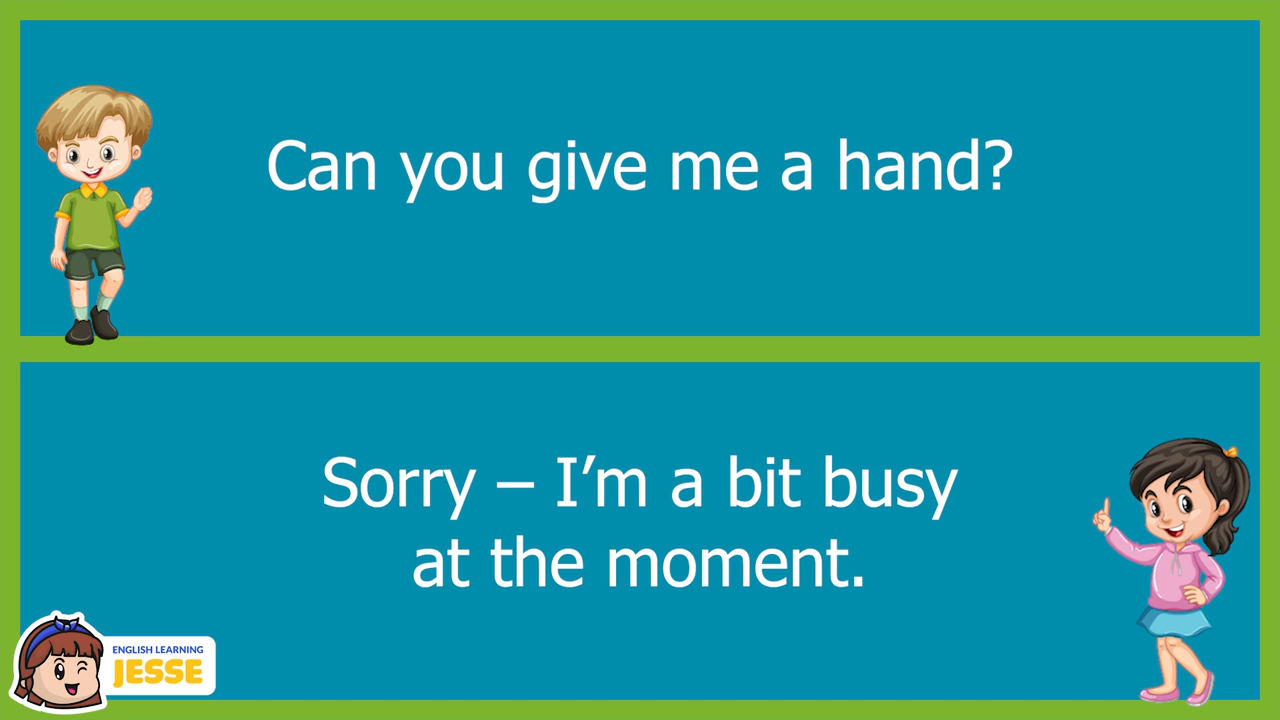 Can you give me a hand?
Sorry – I’m a bit busy
at the moment.
ENGLISH LEARNING
JESSE